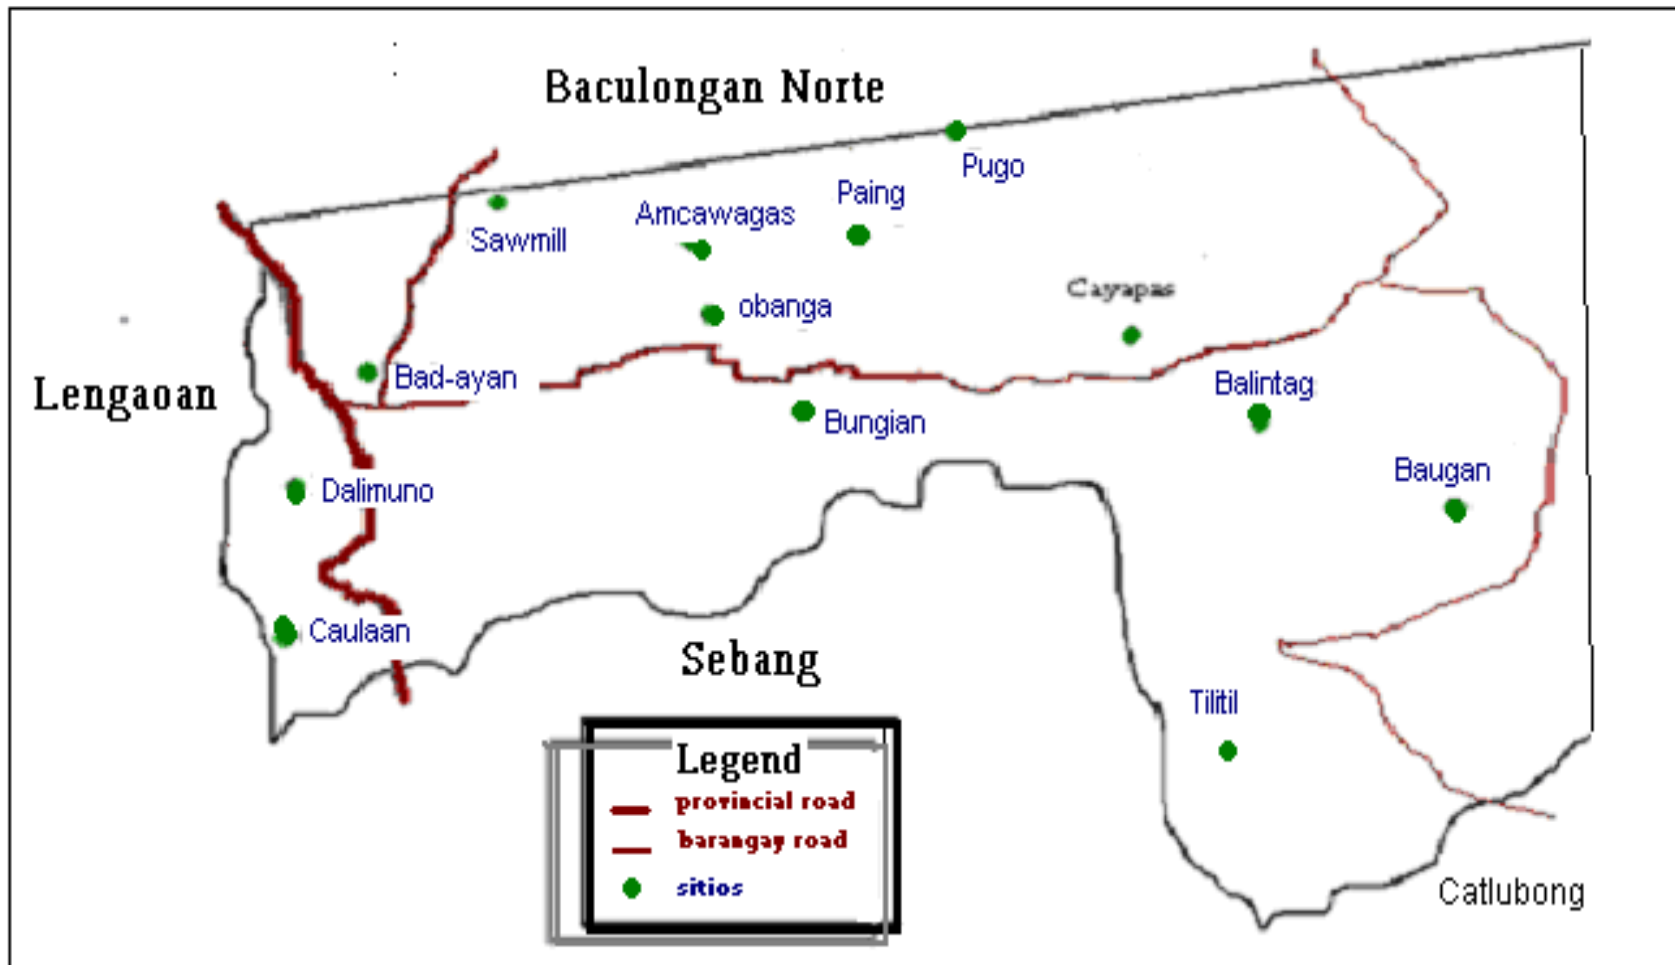 Baculongan Norte
Pugo
Paing
Amcawagas
Sawmill
Cayapas
obanga
Bad-ayan
Balintag
Lengaoan
Bungian
Baugan
Dalimuno
Caulaan
Sebang
Tilitil
Legend
provincial road
barangay road
sitios
Catlubong